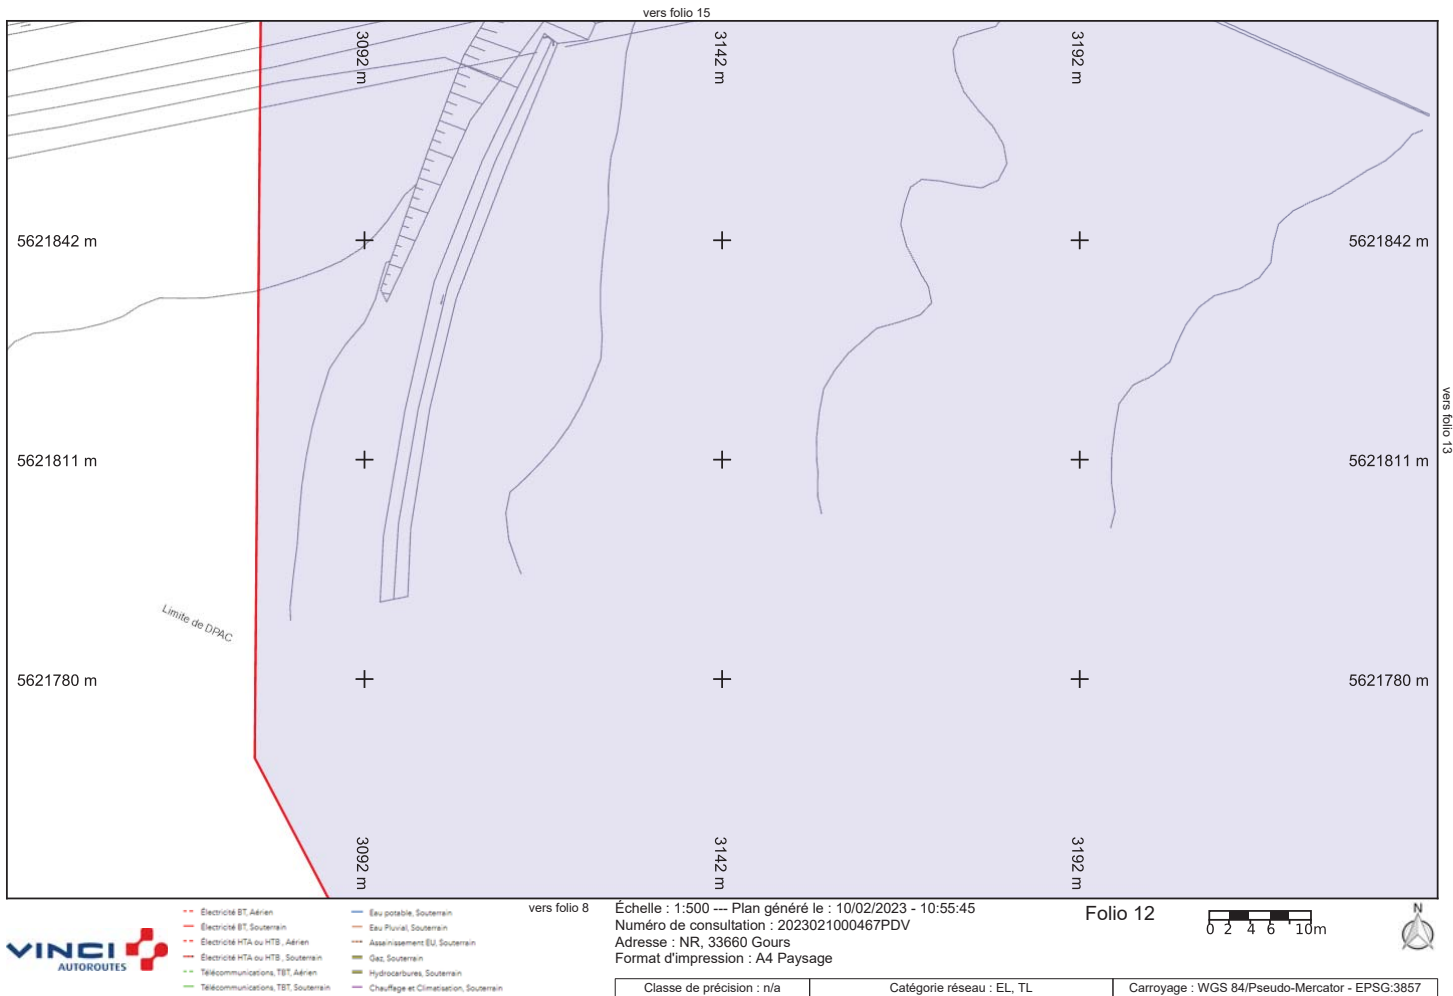 vers folio 15
3092 m
3142 m
3192 m
5621842 m
5621842 m
vers folio 13
5621811 m
5621811 m
Limite de DPAC
5621780 m
5621780 m
3092 m
3142 m
3192 m
VINCI
AUTOROUTES
Électricité BT, Aérien
Électricité BT, Souterrain
Électricité HTA ou HTB , Aérien
Électricité HTA ou HTB , Souterrain
Télécommunications, TBT, Aérien
Télécommunications, TBT, Souterrain
Eau potable, Souterrain
Eau Pluvial, Souterrain
Assainissement EU, Souterrain
Gaz, Souterrain
Hydrocarbures, Souterrain
Chauffage et Climatisation, Souterrain
vers folio 8
Échelle : 1:500 --- Plan généré le : 10/02/2023 - 10:55:45
Numéro de consultation : 2023021000467PDV
Adresse : NR, 33660 Gours
Format d'impression : A4 Paysage
Folio 12
0 2 4 6 10m
N
Classe de précision : n/a
Catégorie réseau : EL, TL
Carroyage : WGS 84/Pseudo-Mercator - EPSG:3857